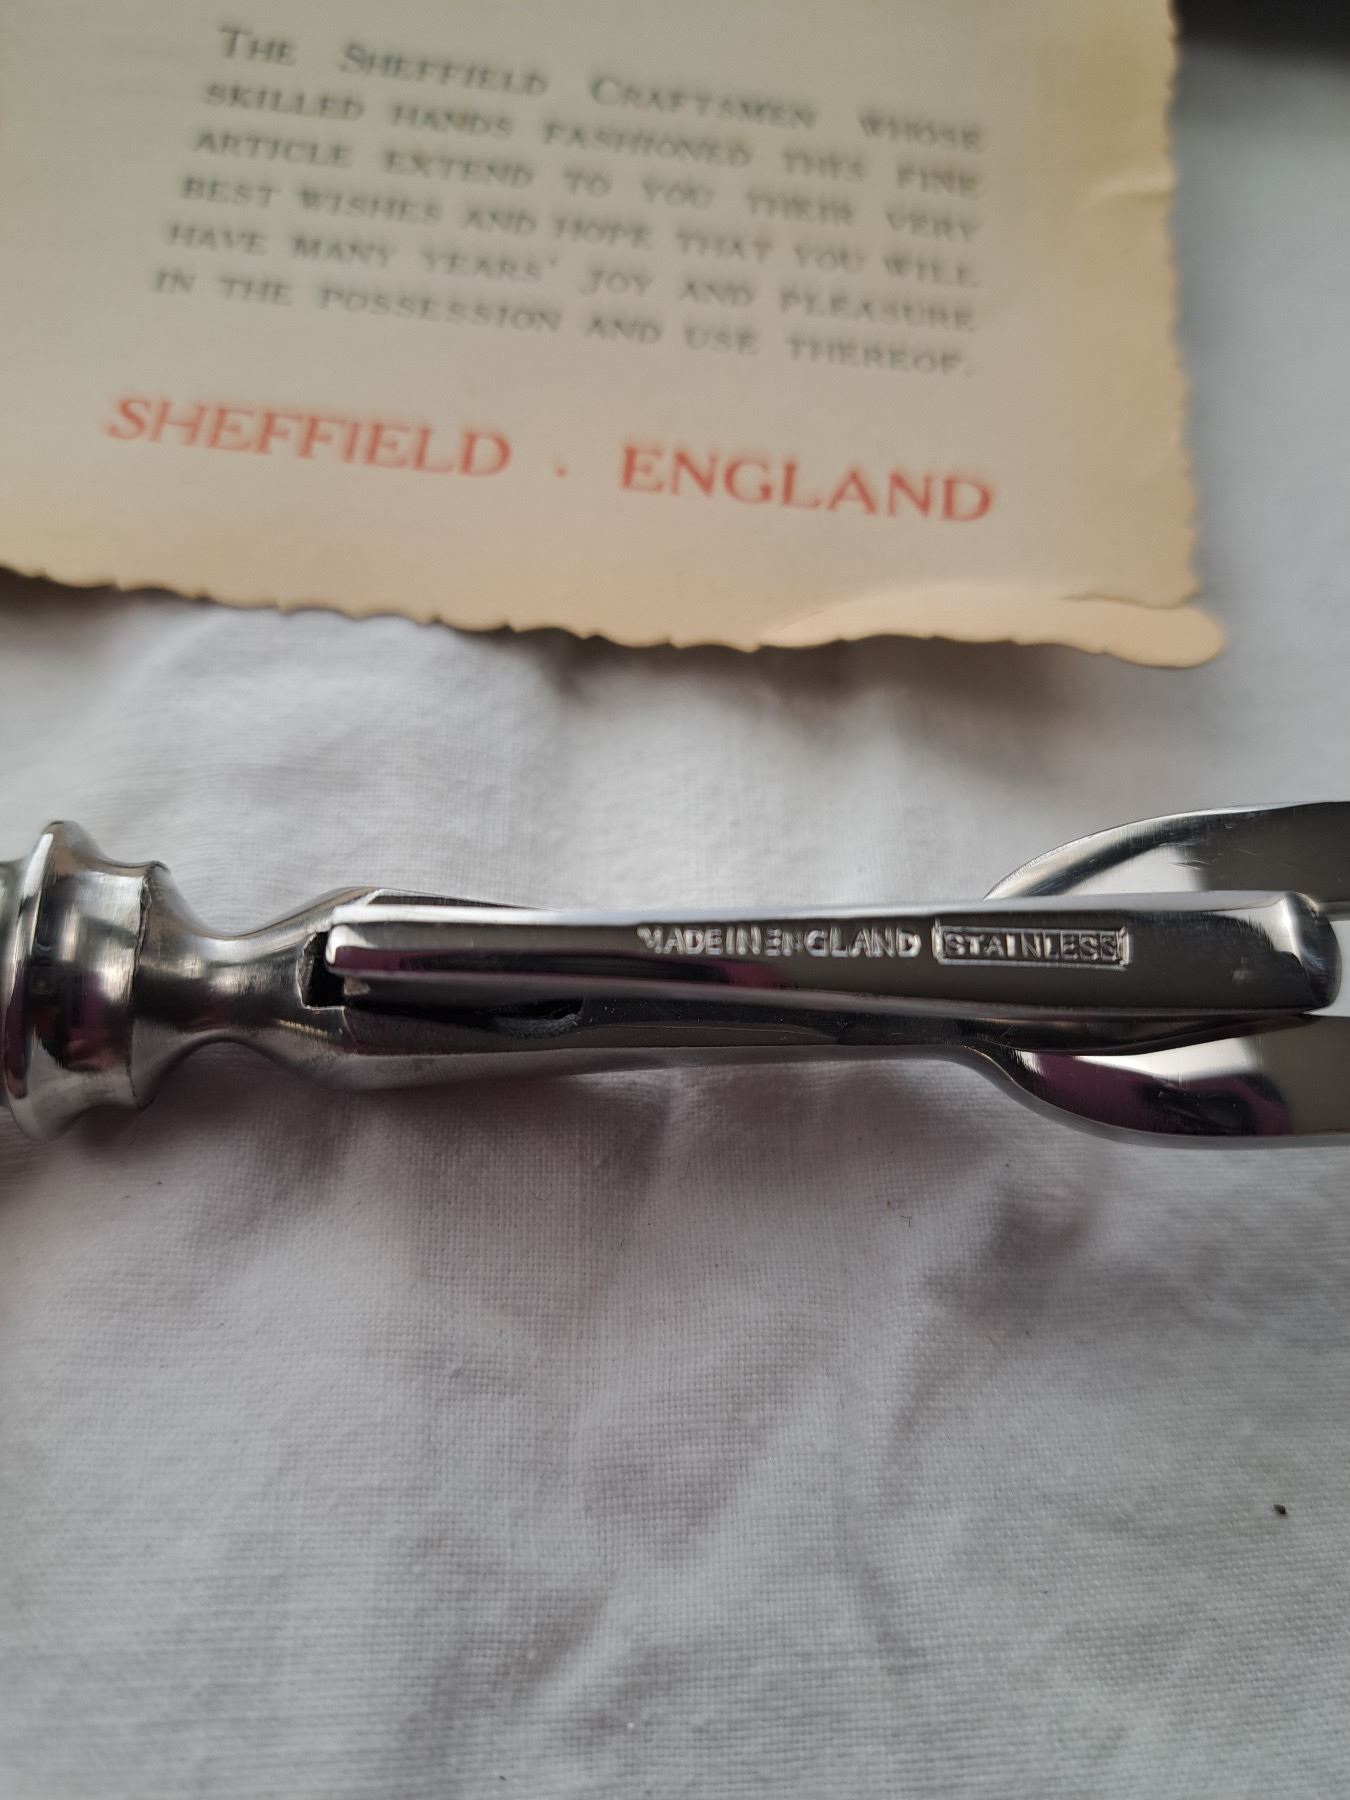 THE SHEFFIELD CRAFTSMEN WHOSE
SKILLED HANDS FASHIONED THIS FINE
ARTICLE EXTEND TO YOU THEIR VERY
BEST WISHES AND HOPE THAT YOU WILL
HAVE MANY YEARS' JOY AND PLEASURE
IN THE POSSESSION AND USE THEREOF.
SHEFFIELD . ENGLAND
MADE IN ENGLAND STAINLESS